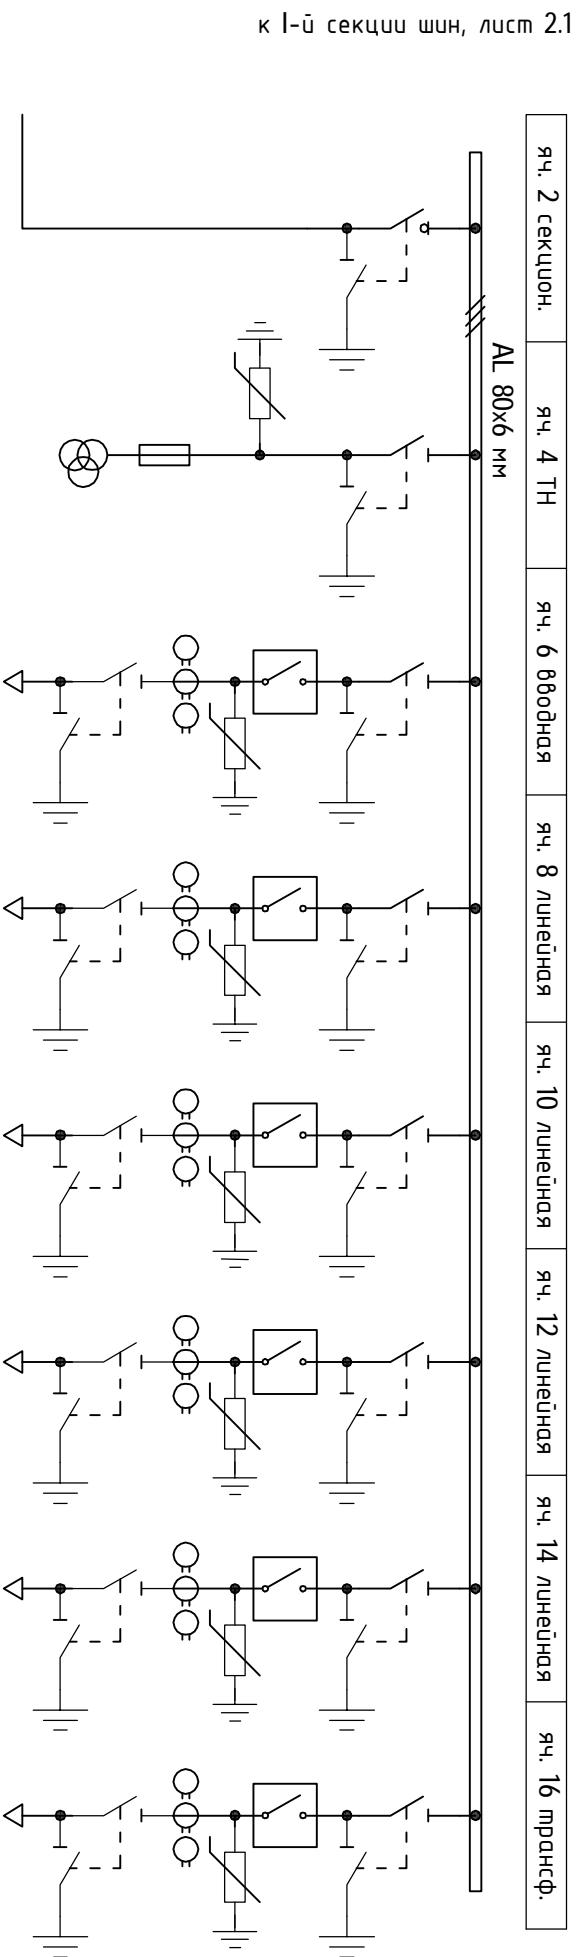 к I-й секции шин, лист 2.1
яч. 2 секцион.
яч. 4 ТН
яч. 6 вводная
яч. 8 линейная
яч. 10 линейная
яч. 12 линейная
яч. 14 линейная
яч. 16 трансф.
AL 80x6 мм